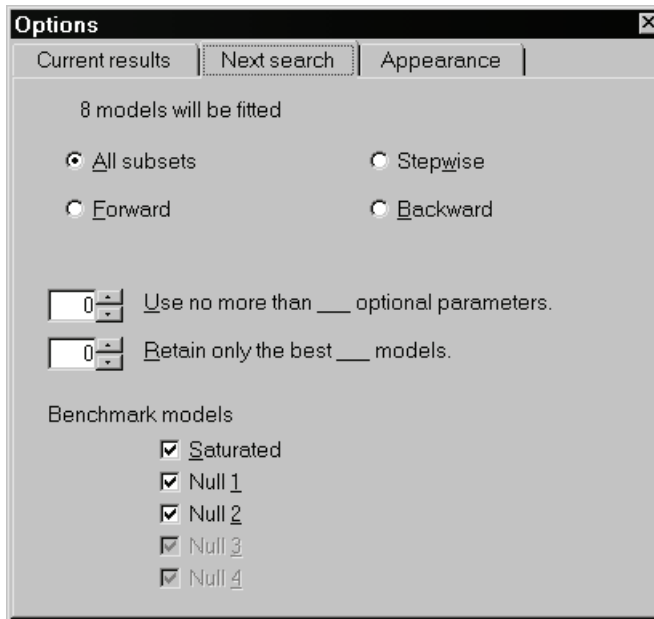 Options
Current results Next search Appearance
8 models will be fitted
All subsets Stepwise
Forward Backward
0 Use no more than ___ optional parameters.
0 Retain only the best ___ models.
Benchmark models
Saturated
Null 1
Null 2
Null 3
Null 4